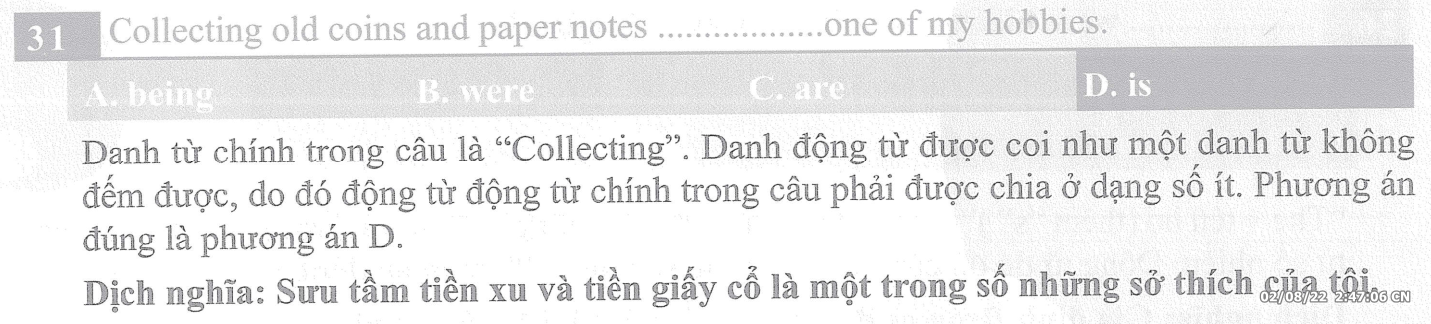 31 Collecting old coins and paper notes ..................one of my hobbies.
A. being B. were C. are D. is
Danh từ chính trong câu là “Collecting”. Danh động từ được coi như một danh từ không
đếm được, do đó động từ động từ chính trong câu phải được chia ở dạng số ít. Phương án
đúng là phương án D.
Dịch nghĩa: Sưu tầm tiền xu và tiền giấy cổ là một trong số những sở thích của tôi.
02/08/22 2:47:06 CN